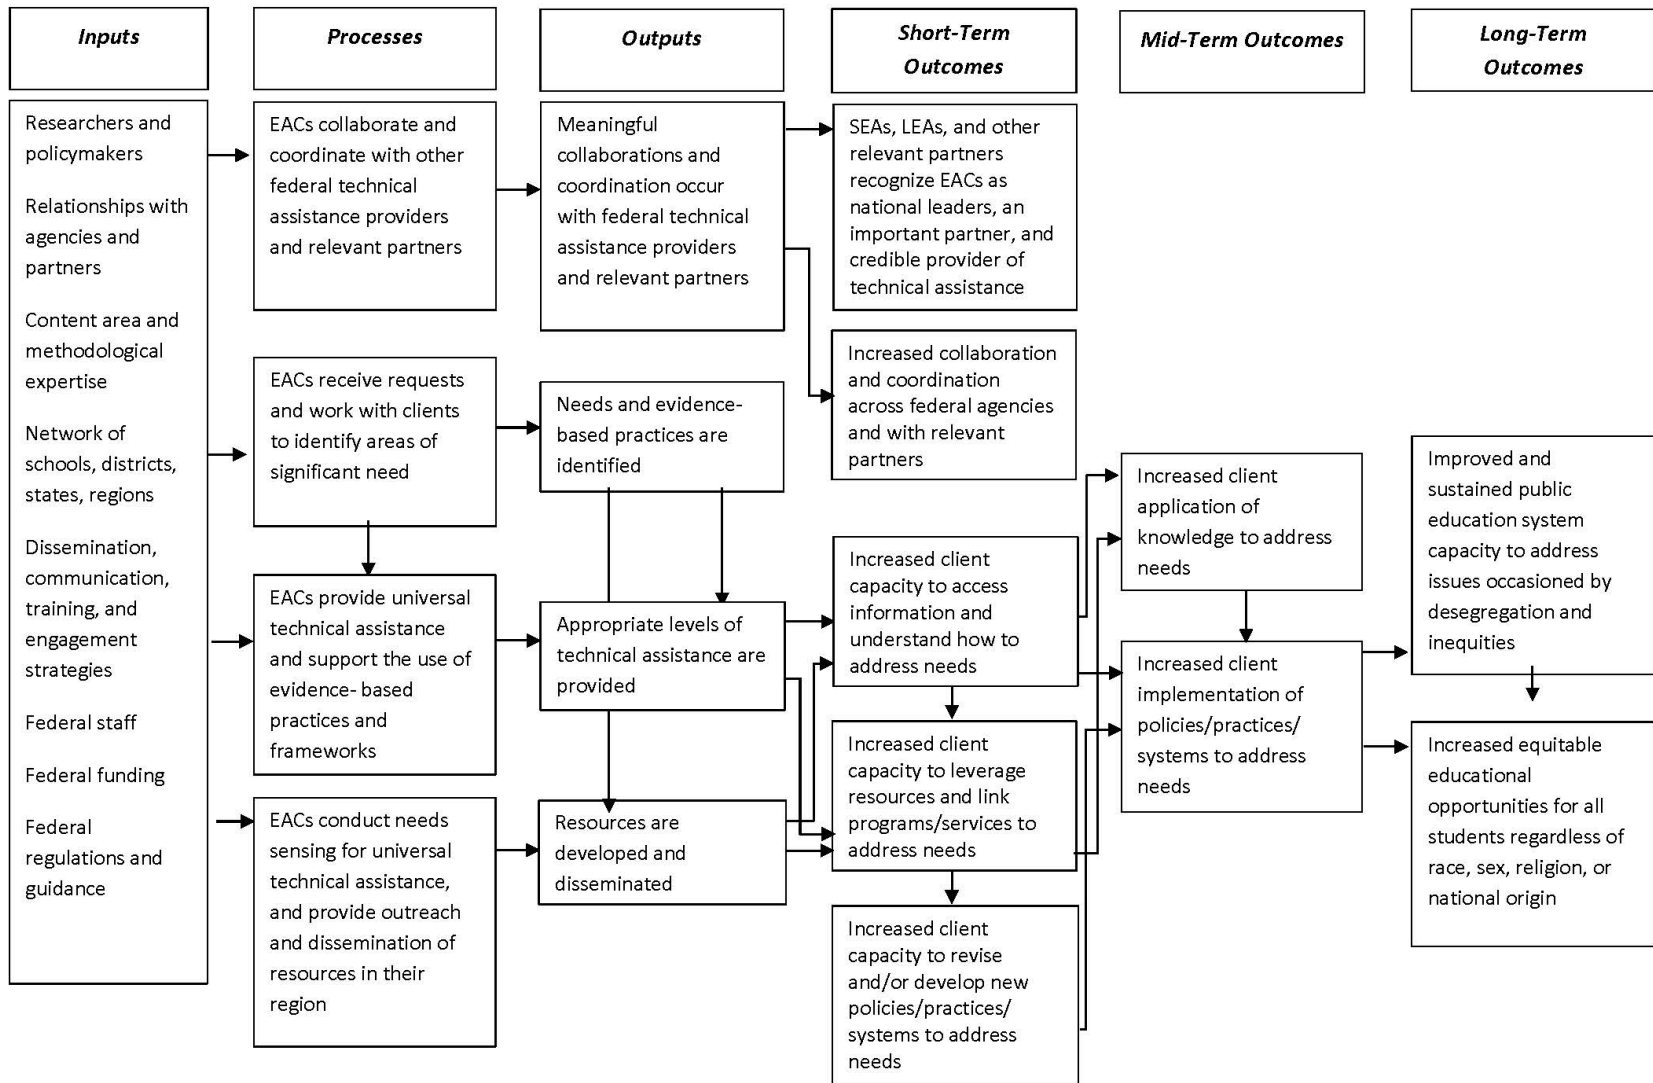 Inputs
Processes
Outputs
Short-Term
Outcomes
Mid-Term Outcomes
Long-Term
Outcomes
Researchers and
policymakers
Relationships with
agencies and
partners
Content area and
methodological
expertise
Network of
schools, districts,
states, regions
Dissemination,
communication,
training, and
engagement
strategies
Federal staff
Federal funding
Federal
regulations and
guidance
EACs collaborate and
coordinate with other
federal technical
assistance providers
and relevant partners
EACs receive requests
and work with clients
to identify areas of
significant need
EACs provide universal
technical assistance
and support the use of
evidence- based
practices and
frameworks
EACs conduct needs
sensing for universal
technical assistance,
and provide outreach
and dissemination of
resources in their
region
Meaningful
collaborations and
coordination occur
with federal technical
assistance providers
and relevant partners
Needs and evidence-
based practices are
identified
Appropriate levels of
technical assistance are
provided
Resources are
developed and
disseminated
SEAs, LEAs, and other
relevant partners
recognize EACs as
national leaders, an
important partner, and
credible provider of
technical assistance
Increased collaboration
and coordination
across federal agencies
and with relevant
partners
Increased client
capacity to access
information and
understand how to
address needs
Increased client
capacity to leverage
resources and link
programs/services to
address needs
Increased client
capacity to revise
and/or develop new
policies/practices/
systems to address
needs
Increased client
application of
knowledge to address
needs
Increased client
implementation of
policies/practices/
systems to address
needs
Improved and
sustained public
education system
capacity to address
issues occasioned by
desegregation and
inequities
Increased equitable
educational
opportunities for all
students regardless of
race, sex, religion, or
national origin